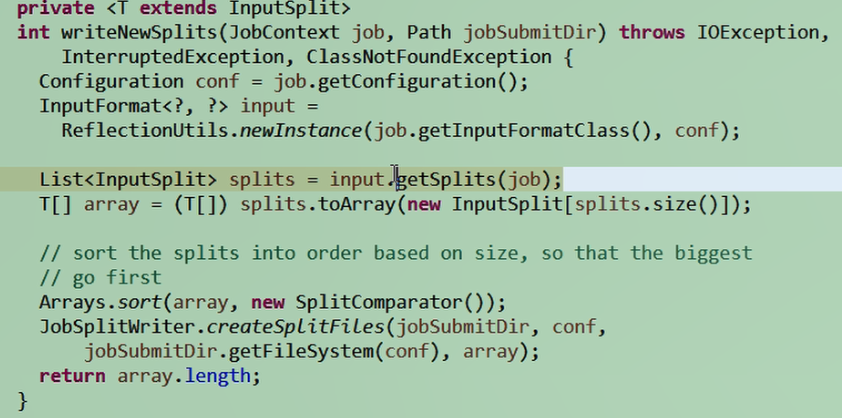 private <T extends InputSplit>
int writeNewSplits(JobContext job, Path jobSubmitDir) throws IOException,
InterruptedException, ClassNotFoundException {
Configuration conf = job.getConfiguration();
InputFormat<?, ?> input =
ReflectionUtils.newInstance(job.getInputFormatClass(), conf);
List<InputSplit> splits = input.getSplits(job);
T[] array = (T[]) splits.toArray(new InputSplit[splits.size()]);
// sort the splits into order based on size, so that the biggest
// go first
Arrays.sort(array, new SplitComparator());
JobSplitWriter.createSplitFiles(jobSubmitDir, conf,
jobSubmitDir.getFileSystem(conf), array);
return array.length;
}